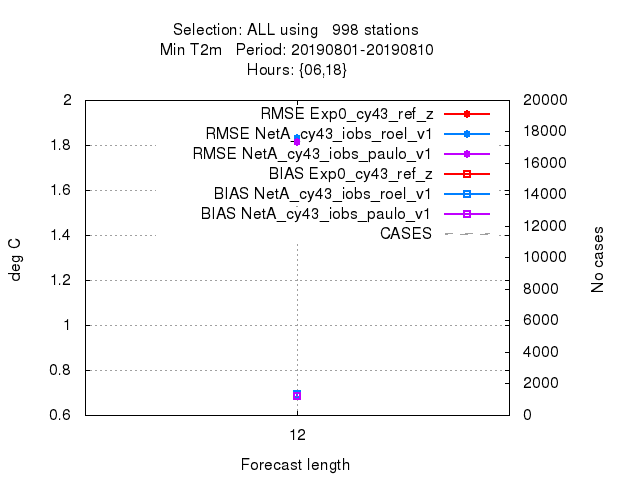 Selection: ALL using   998 stations
Min T2m   Period: 20190801-20190810
Hours: {06,18}
RMSE Exp0_cy43_ref_z
RMSE NetA_cy43_iobs_roel_v1
RMSE NetA_cy43_iobs_paulo_v1
BIAS Exp0_cy43_ref_z
BIAS NetA_cy43_iobs_roel_v1
BIAS NetA_cy43_iobs_paulo_v1
CASES
deg C
2
1.8
1.6
1.4
1.2
1
0.8
0.6
20000
18000
16000
14000
12000
10000
8000
6000
4000
2000
0
No cases
12
Forecast length